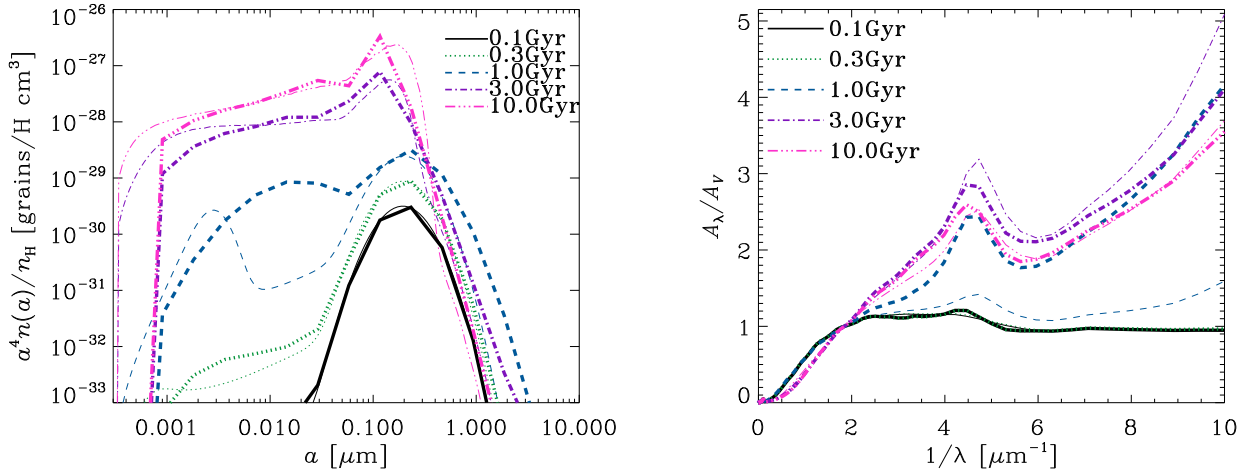 a⁴n(a)/n_H [grains/H cm³]
10⁻²⁶
10⁻²⁷
10⁻²⁸
10⁻²⁹
10⁻³⁰
10⁻³¹
10⁻³²
10⁻³³
0.1Gyr
0.3Gyr
1.0Gyr
3.0Gyr
10.0Gyr
0.001 0.010 0.100 1.000 10.000
a [μm]
A_λ/A_V
5
4
3
2
1
0
0.1Gyr
0.3Gyr
1.0Gyr
3.0Gyr
10.0Gyr
0 2 4 6 8 10
1/λ [μm⁻¹]